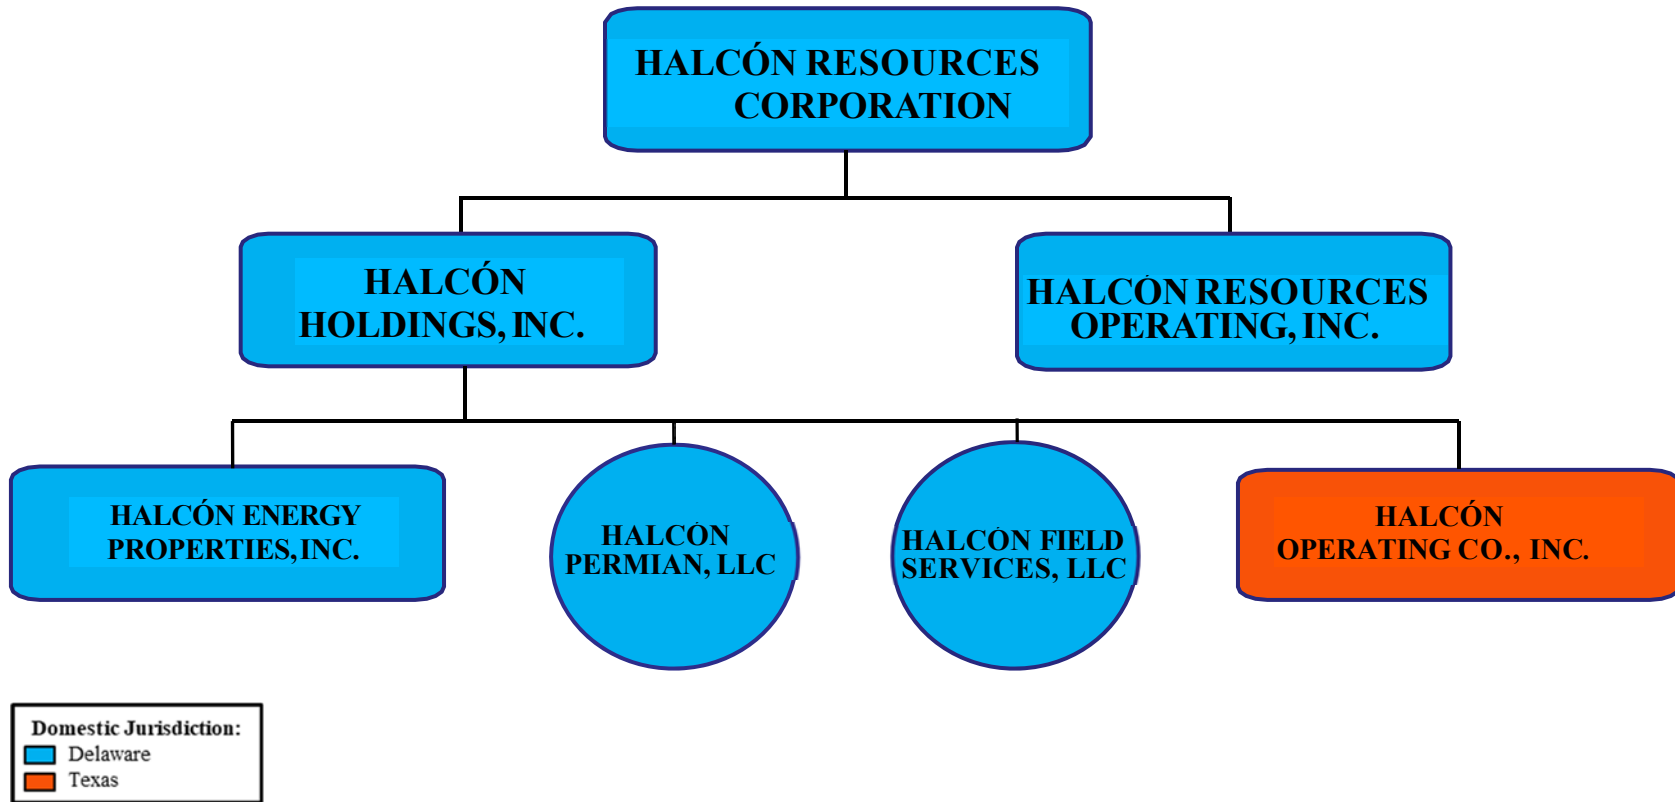 HALCÓN RESOURCES
CORPORATION
HALCÓN
HOLDINGS, INC.
HALCÓN RESOURCES
OPERATING, INC.
HALCÓN ENERGY
PROPERTIES, INC.
HALCÓN
PERMIAN, LLC
HALCÓN FIELD
SERVICES, LLC
HALCÓN
OPERATING CO., INC.
Domestic Jurisdiction:
Delaware
Texas